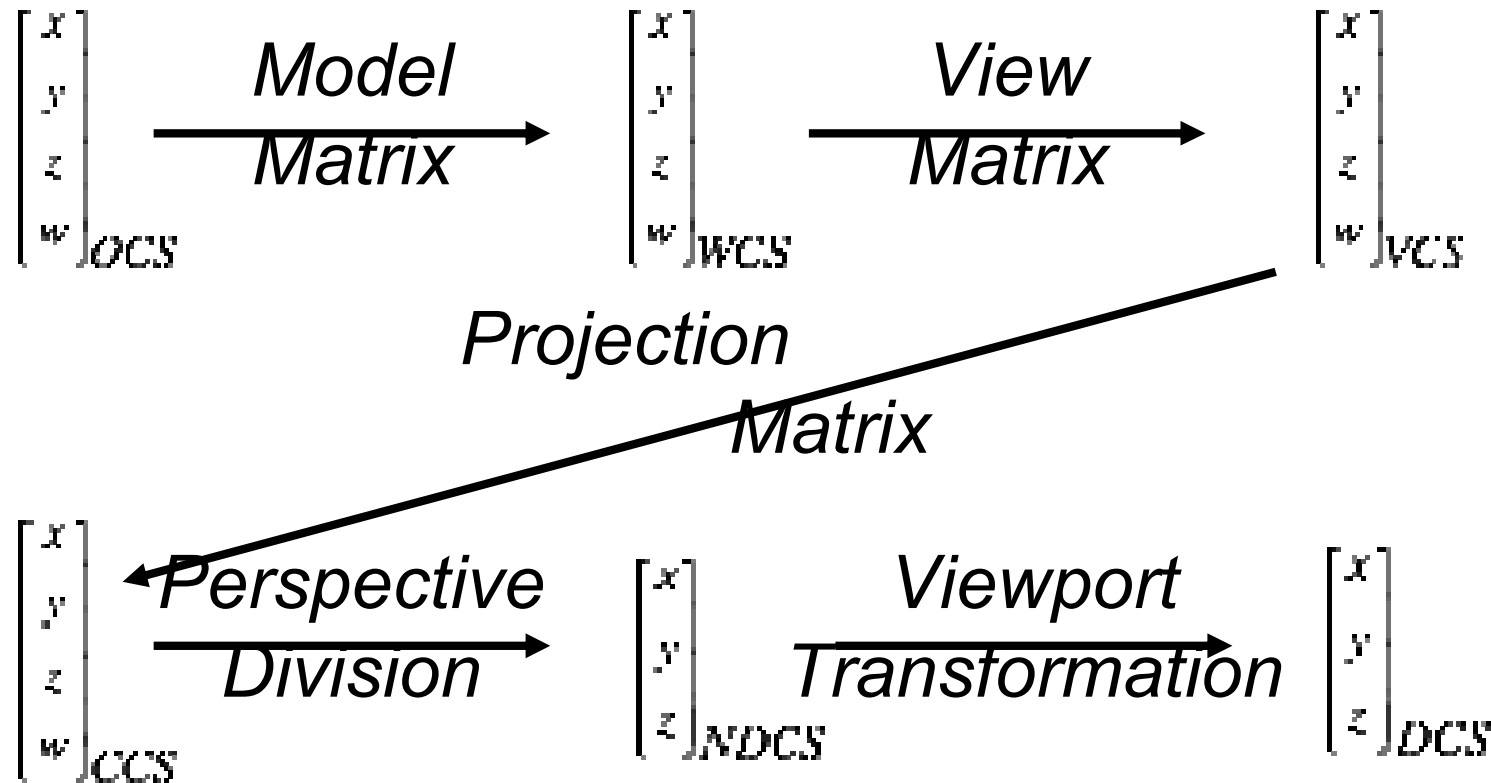 x
y
z
w
OCS
Model
Matrix
x
y
z
w
WCS
View
Matrix
x
y
z
w
VCS
Projection
Matrix
x
y
z
w
CCS
Perspective
Division
x
y
z
NDCS
Viewport
Transformation
x
y
z
DCS